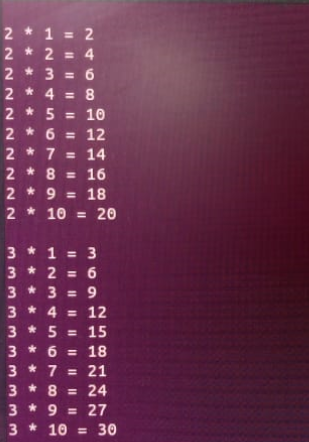 2 * 1 = 2
2 * 2 = 4
2 * 3 = 6
2 * 4 = 8
2 * 5 = 10
2 * 6 = 12
2 * 7 = 14
2 * 8 = 16
2 * 9 = 18
2 * 10 = 20
3 * 1 = 3
3 * 2 = 6
3 * 3 = 9
3 * 4 = 12
3 * 5 = 15
3 * 6 = 18
3 * 7 = 21
3 * 8 = 24
3 * 9 = 27
3 * 10 = 30